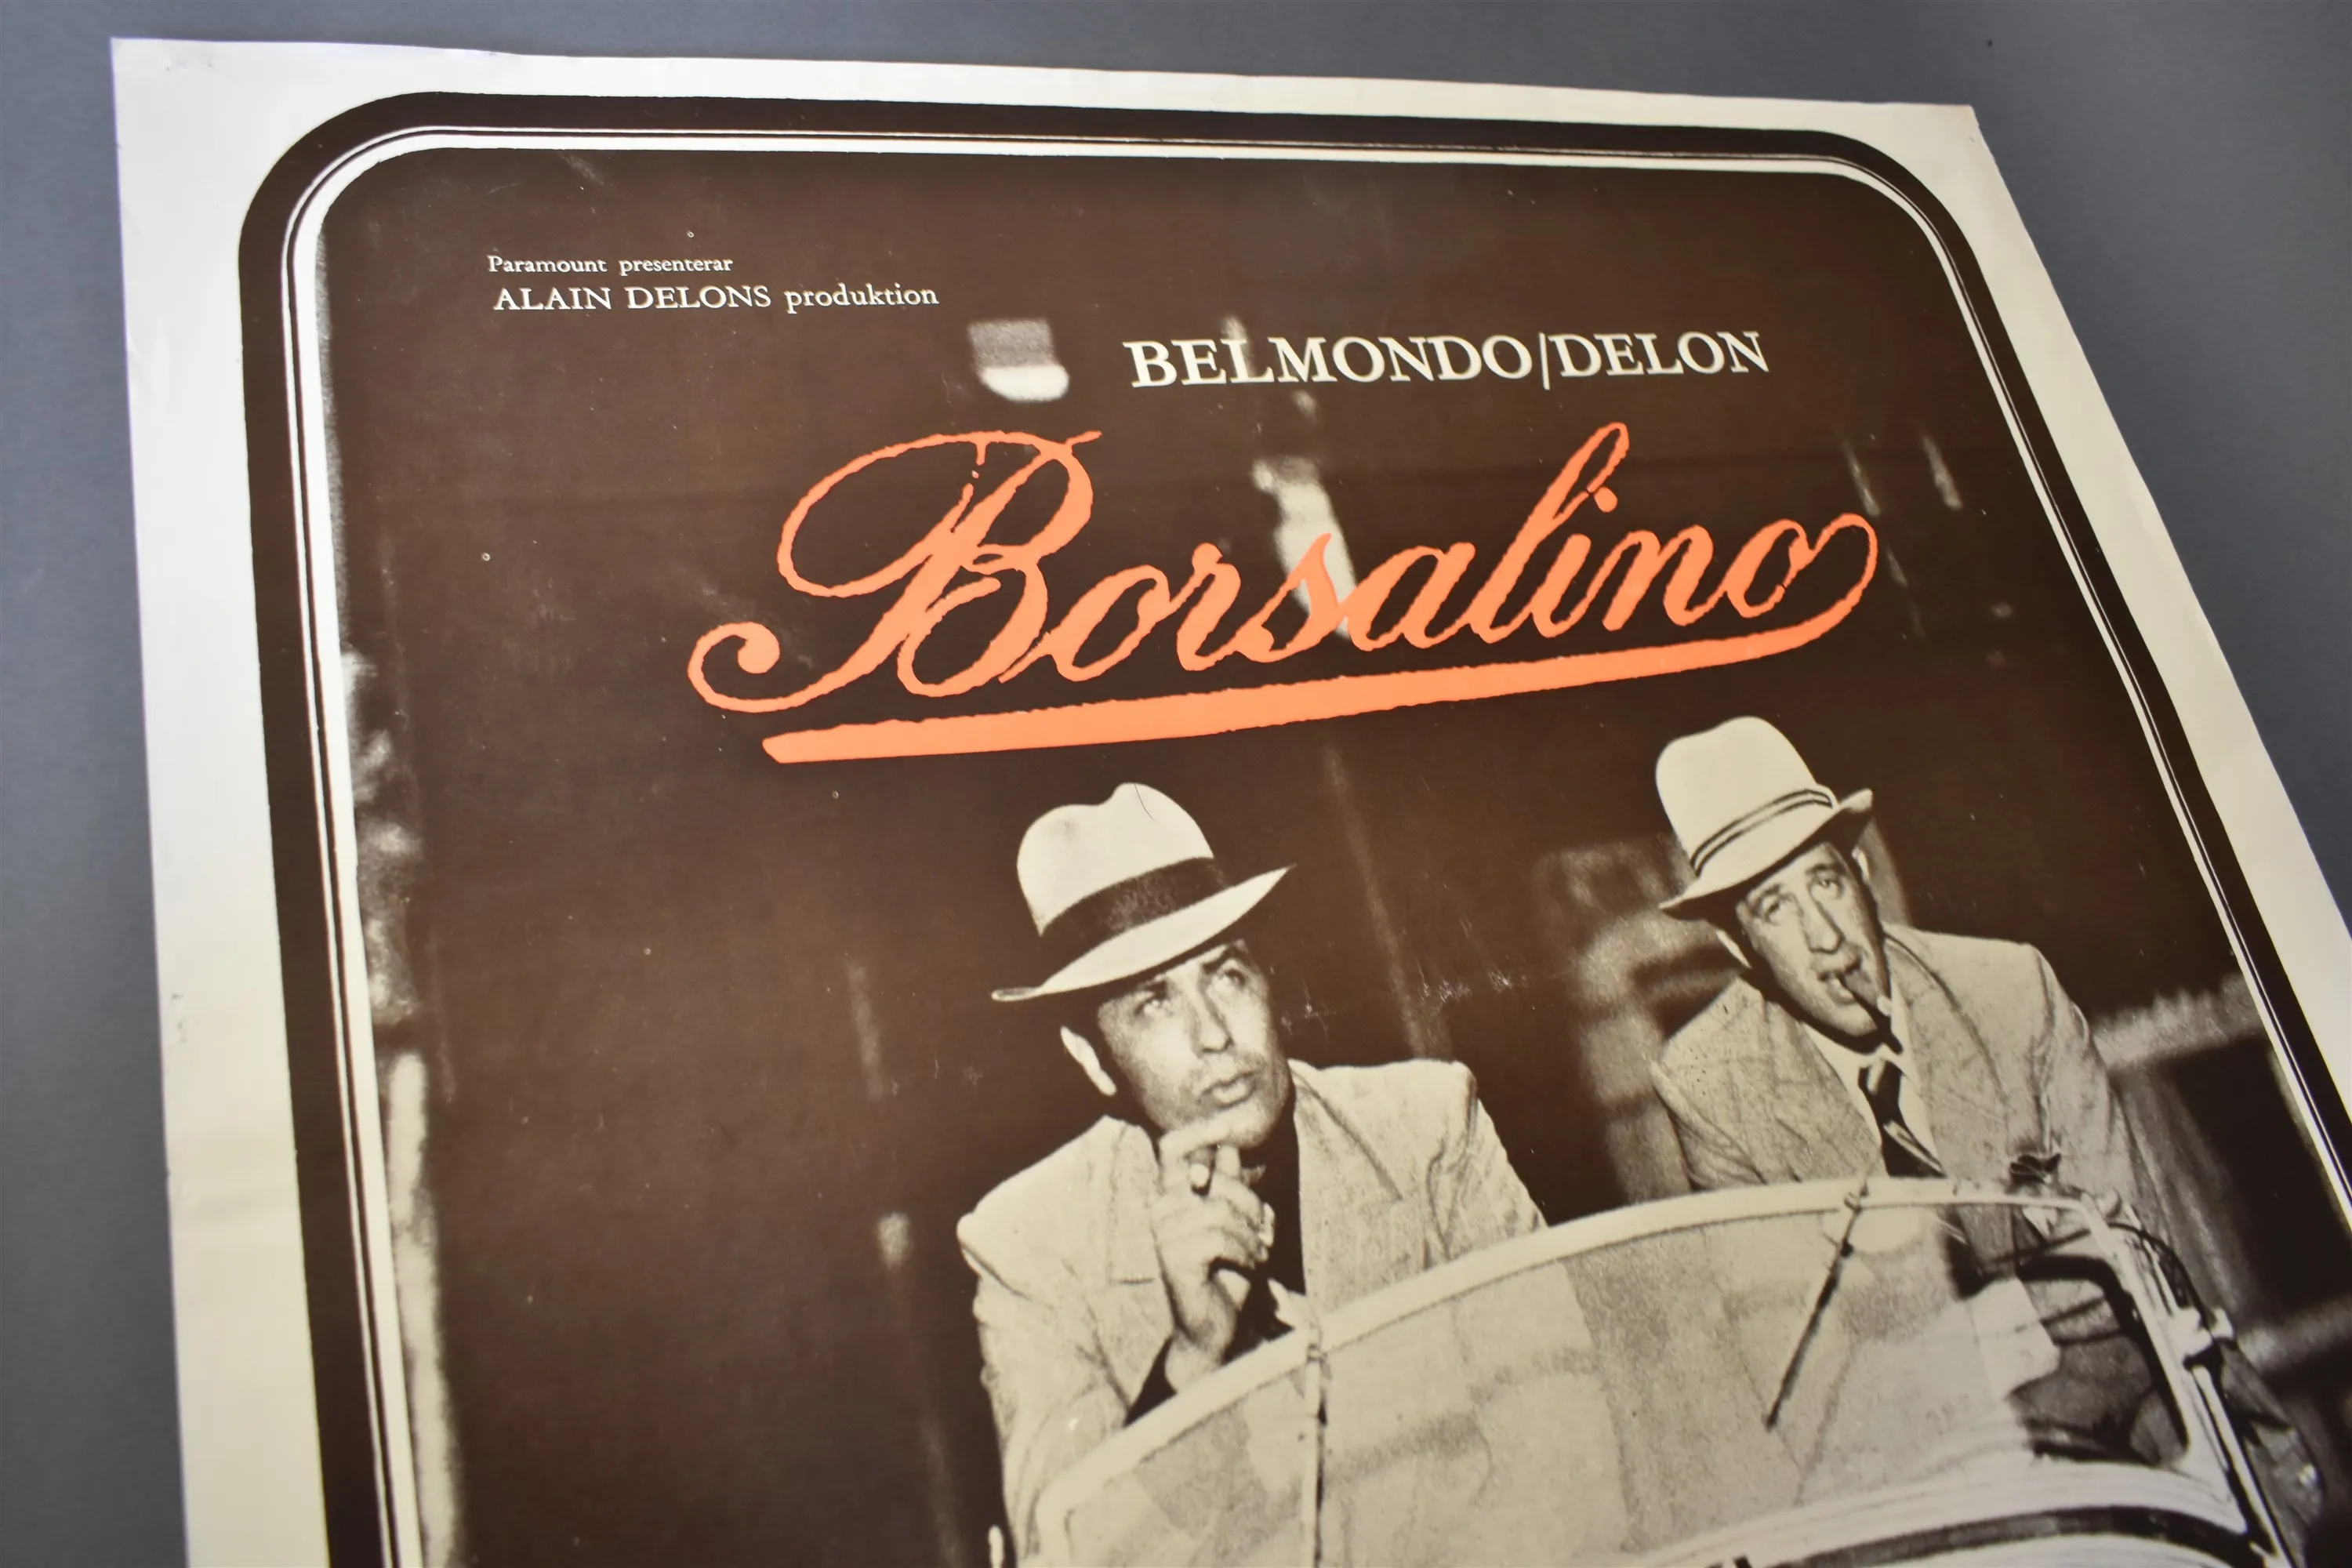 Paramount presenterar
ALAIN DELONS produktion
BELMONDO/DELON
Borsalino